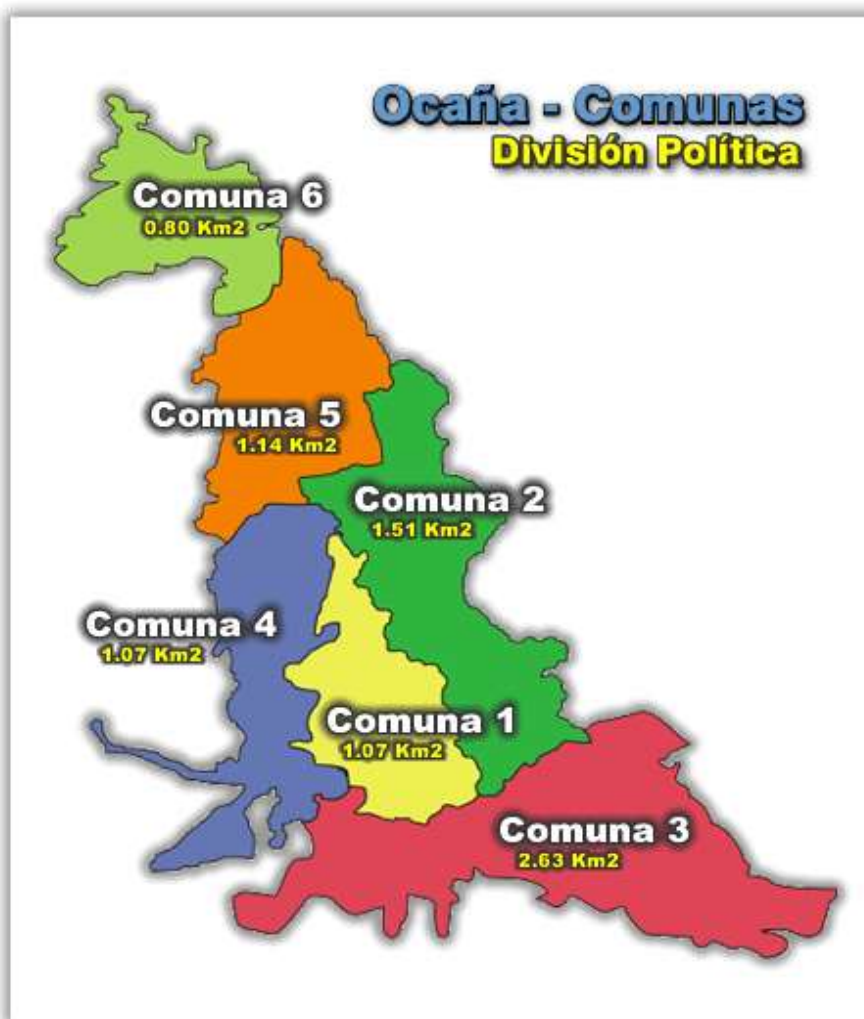 Ocaña - Comunas
División Política
Comuna 6
0.80 Km2
Comuna 5
1.14 Km2
Comuna 2
1.51 Km2
Comuna 4
1.07 Km2
Comuna 1
1.07 Km2
Comuna 3
2.63 Km2